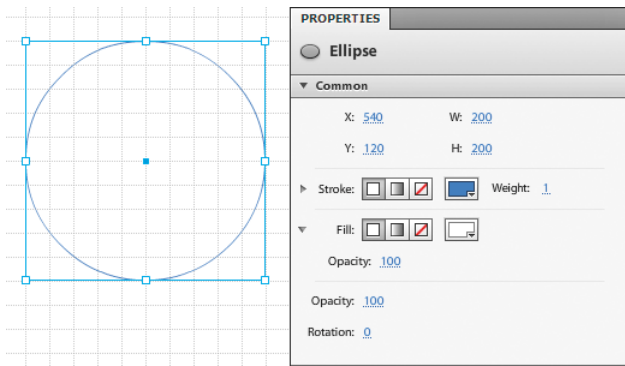 PROPERTIES
Ellipse
Common
X: 540 W: 200
Y: 120 H: 200
Stroke: Weight: 1
Fill:
Opacity: 100
Opacity: 100
Rotation: 0